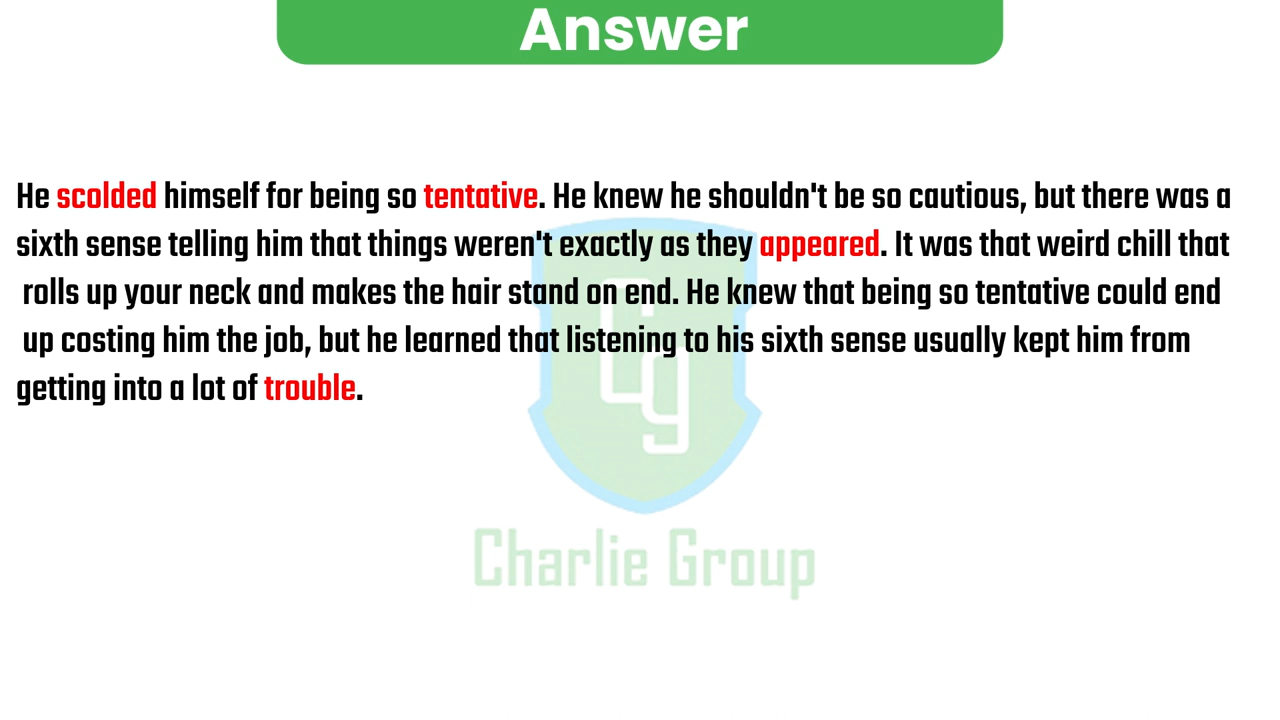 Answer
He scolded himself for being so tentative. He knew he shouldn't be so cautious, but there was a
sixth sense telling him that things weren't exactly as they appeared. It was that weird chill that
rolls up your neck and makes the hair stand on end. He knew that being so tentative could end
up costing him the job, but he learned that listening to his sixth sense usually kept him from
getting into a lot of trouble.
Cg
Charlie Group